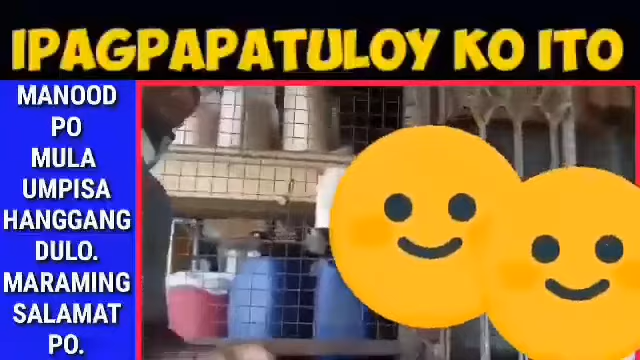 IPAGPAPATULOY KO ITO
MANOOD
PO
MULA
UMPISA
HANGGANG
DULO.
MARAMING
SALAMAT
PO.